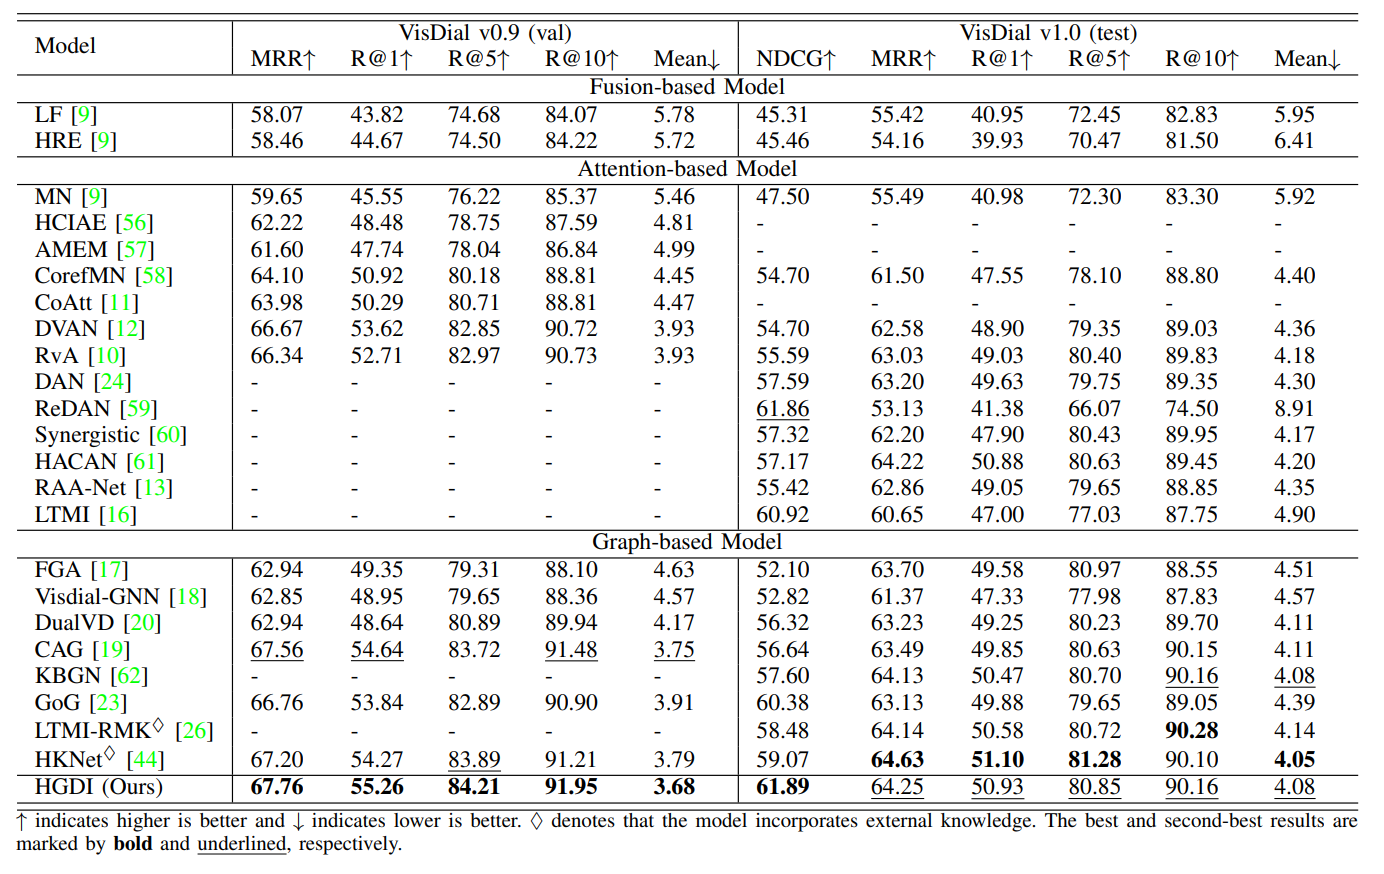 Model VisDial v0.9 (val) VisDial v1.0 (test)
MRR↑ R@1↑ R@5↑ R@10↑ Mean↓ NDCG↑ MRR↑ R@1↑ R@5↑ R@10↑ Mean↓
Fusion-based Model
LF [9] 58.07 43.82 74.68 84.07 5.78 45.31 55.42 40.95 72.45 82.83 5.95
HRE [9] 58.46 44.67 74.50 84.22 5.72 45.46 54.16 39.93 70.47 81.50 6.41
Attention-based Model
MN [9] 59.65 45.55 76.22 85.37 5.46 47.50 55.49 40.98 72.30 83.30 5.92
HCIAE [56] 62.22 48.48 78.75 87.59 4.81 - - - - - -
AMEM [57] 61.60 47.74 78.04 86.84 4.99 - - - - - -
CorefMN [58] 64.10 50.92 80.18 88.81 4.45 54.70 61.50 47.55 78.10 88.80 4.40
CoAtt [11] 63.98 50.29 80.71 88.81 4.47 - - - - - -
DVAN [12] 66.67 53.62 82.85 90.72 3.93 54.70 62.58 48.90 79.35 89.03 4.36
RvA [10] 66.34 52.71 82.97 90.73 3.93 55.59 63.03 49.03 80.40 89.83 4.18
DAN [24] - - - - - 57.59 63.20 49.63 79.75 89.35 4.30
ReDAN [59] - - - - - 61.86 53.13 41.38 66.07 74.50 8.91
Synergistic [60] - - - - - 57.32 62.20 47.90 80.43 89.95 4.17
HACAN [61] - - - - - 57.17 64.22 50.88 80.63 89.45 4.20
RAA-Net [13] - - - - - 55.42 62.86 49.05 79.65 88.85 4.35
LTMI [16] - - - - - 60.92 60.65 47.00 77.03 87.75 4.90
Graph-based Model
FGA [17] 62.94 49.35 79.31 88.10 4.63 52.10 63.70 49.58 80.97 88.55 4.51
Visdial-GNN [18] 62.85 48.95 79.65 88.36 4.57 52.82 61.37 47.33 77.98 87.83 4.57
DualVD [20] 62.94 48.64 80.89 89.94 4.17 56.32 63.23 49.25 80.23 89.70 4.11
CAG [19] 67.56 54.64 83.72 91.48 3.75 56.64 63.49 49.85 80.63 90.15 4.11
KBGN [62] - - - - - 57.60 64.13 50.47 80.70 90.16 4.08
GoG [23] 66.76 53.84 82.89 90.90 3.91 60.38 63.13 49.88 79.65 89.05 4.39
LTMI-RMK♢ [26] - - - - - 58.48 64.14 50.58 80.72 90.28 4.14
HKNet♢ [44] 67.20 54.27 83.89 91.21 3.79 59.07 64.63 51.10 81.28 90.10 4.05
HGDI (Ours) 67.76 55.26 84.21 91.95 3.68 61.89 64.25 50.93 80.85 90.16 4.08
↑ indicates higher is better and ↓ indicates lower is better. ♢ denotes that the model incorporates external knowledge. The best and second-best results are
marked by bold and underlined, respectively.